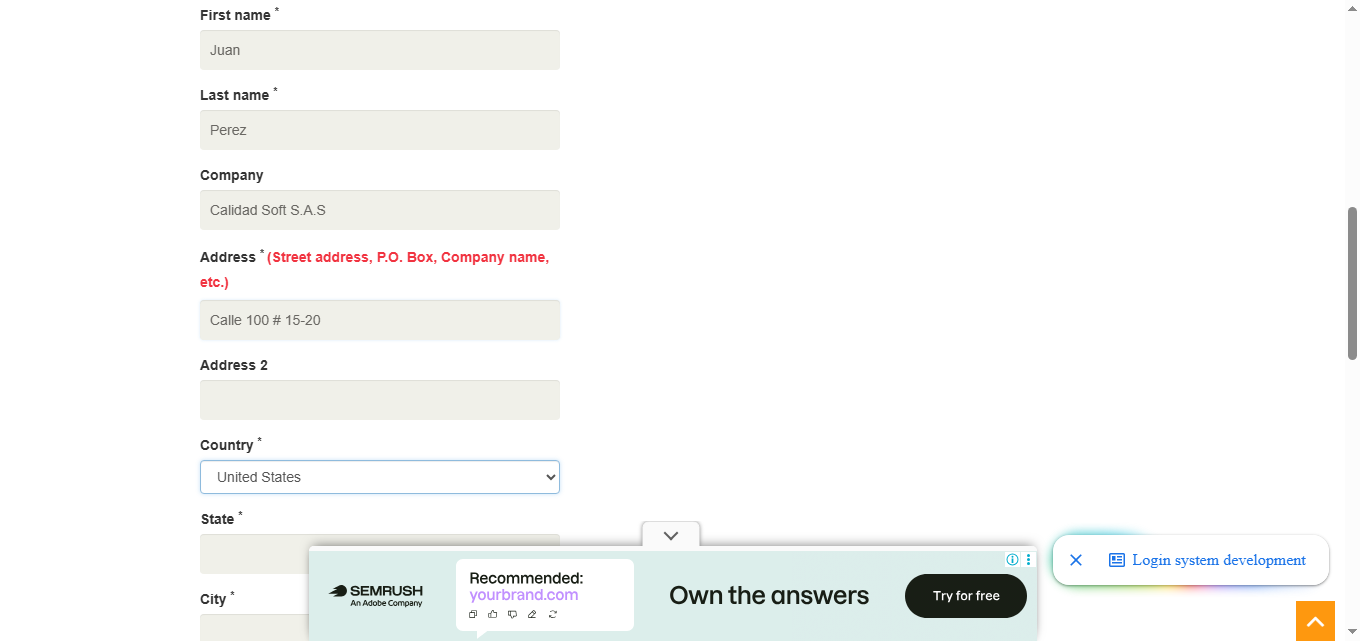 First name *
Juan
Last name *
Perez
Company
Calidad Soft S.A.S
Address * (Street address, P.O. Box, Company name,
etc.)
Calle 100 # 15-20
Address 2
Country *
United States
State *
City *
SEMRUSH
An Adobe Company
Recommended:
yourbrand.com
Own the answers
Try for free
Login system development